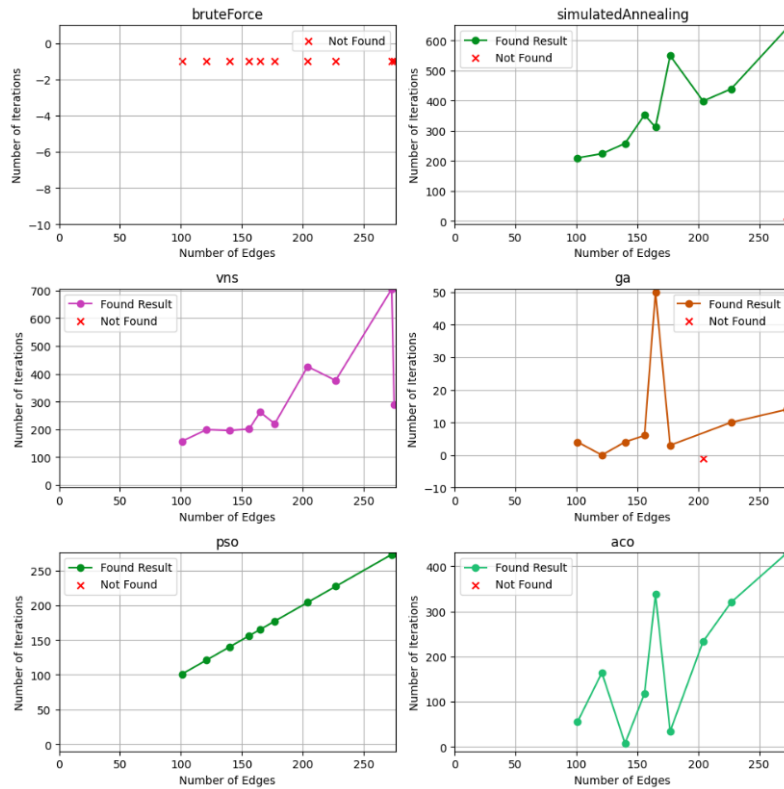 bruteForce
Number of Iterations
0
−2
−4
−6
−8
−10
Not Found
0
50
100
150
200
250
Number of Edges
simulatedAnnealing
Number of Iterations
600
500
400
300
200
100
0
Found Result
Not Found
0
50
100
150
200
250
Number of Edges
vns
Number of Iterations
700
600
500
400
300
200
100
0
Found Result
Not Found
0
50
100
150
200
250
Number of Edges
ga
Number of Iterations
50
40
30
20
10
0
−10
Found Result
Not Found
0
50
100
150
200
250
Number of Edges
pso
Number of Iterations
250
200
150
100
50
0
Found Result
Not Found
0
50
100
150
200
250
Number of Edges
aco
Number of Iterations
400
300
200
100
0
Found Result
Not Found
0
50
100
150
200
250
Number of Edges